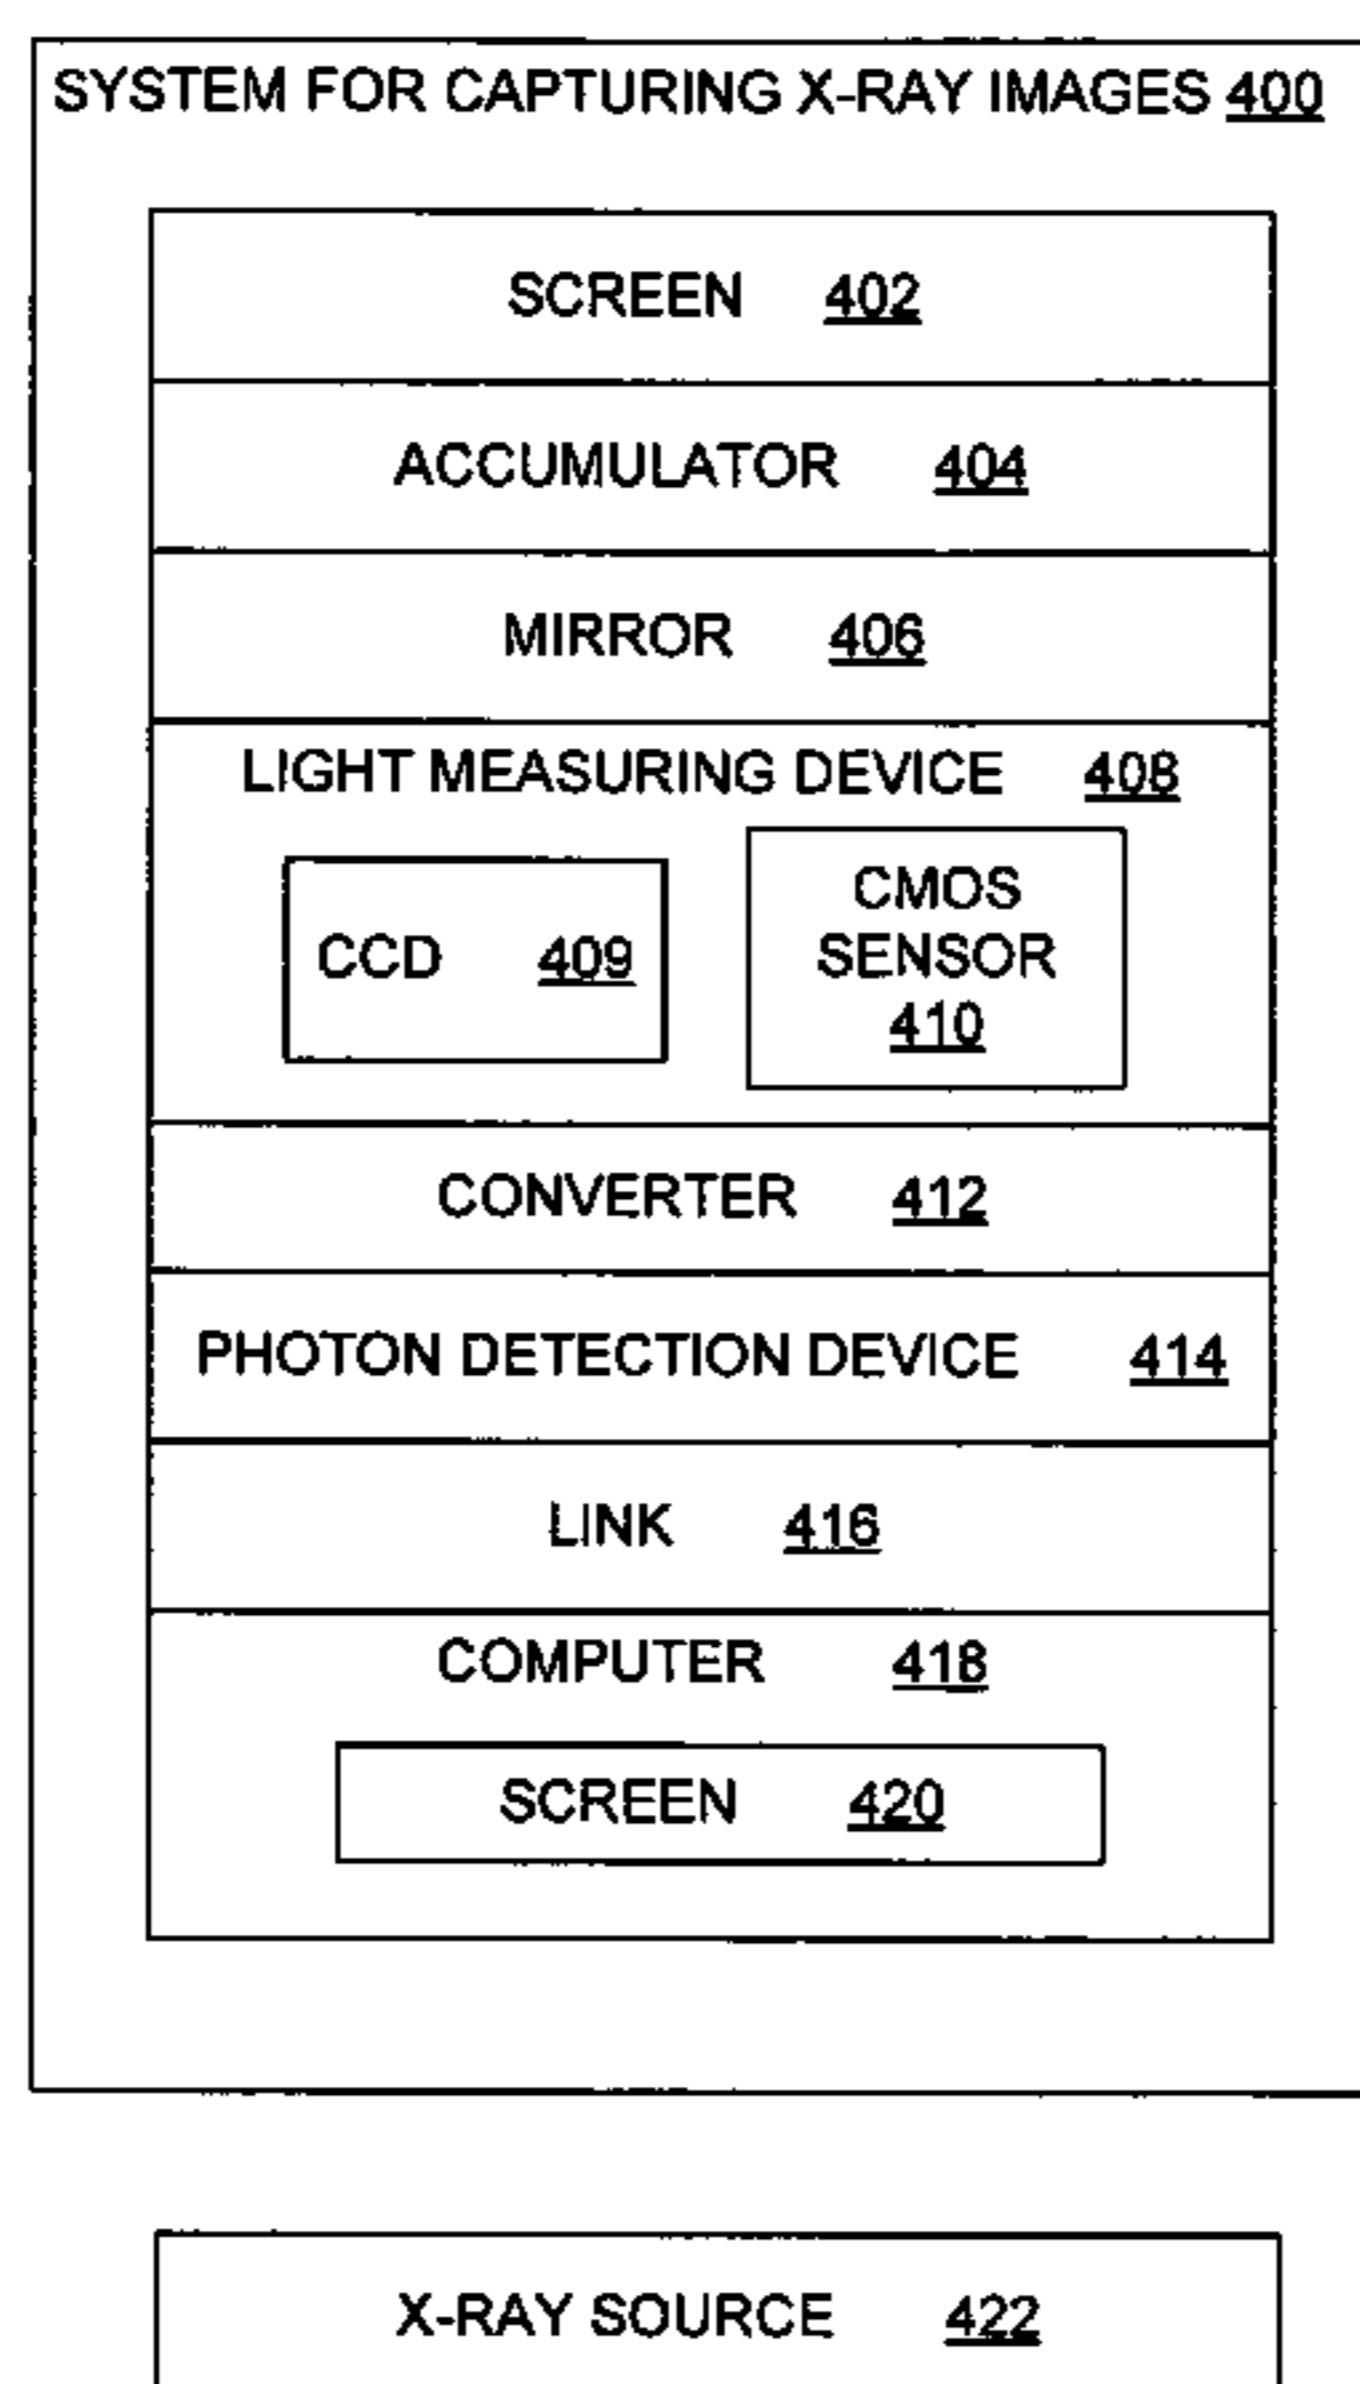 SYSTEM FOR CAPTURING X-RAY IMAGES 400
SCREEN 402
ACCUMULATOR 404
MIRROR 406
LIGHT MEASURING DEVICE 408
CCD 409
CMOS
SENSOR
410
CONVERTER 412
PHOTON DETECTION DEVICE 414
LINK 416
COMPUTER 418
SCREEN 420
X-RAY SOURCE 422